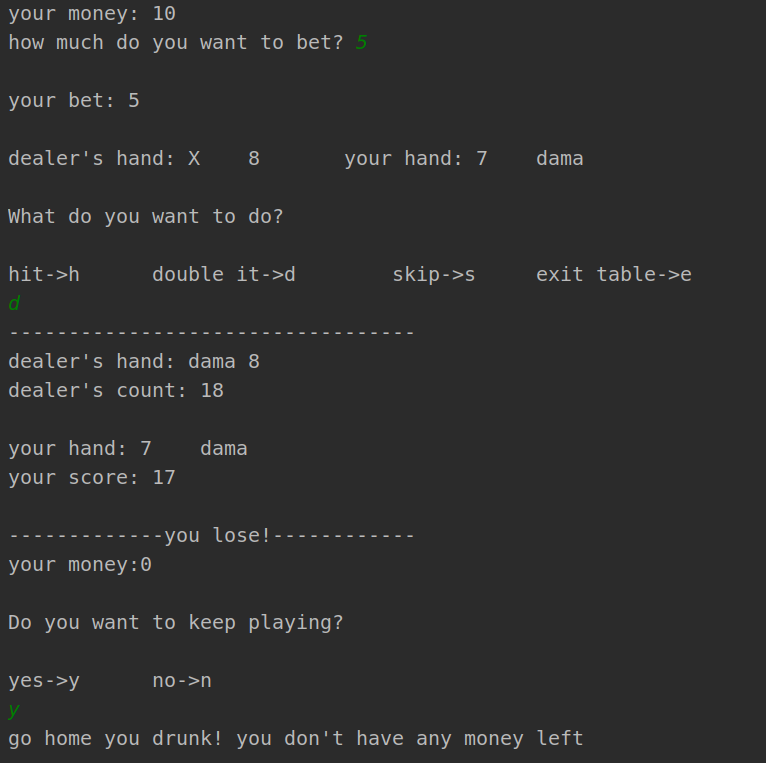 your money: 10
how much do you want to bet? 5
your bet: 5
dealer's hand: X    8       your hand: 7    dama
What do you want to do?
hit->h      double it->d        skip->s     exit table->e
d
----------------------------------
dealer's hand: dama 8
dealer's count: 18
your hand: 7    dama
your score: 17
-------------you lose!------------
your money:0
Do you want to keep playing?
yes->y      no->n
y
go home you drunk! you don't have any money left